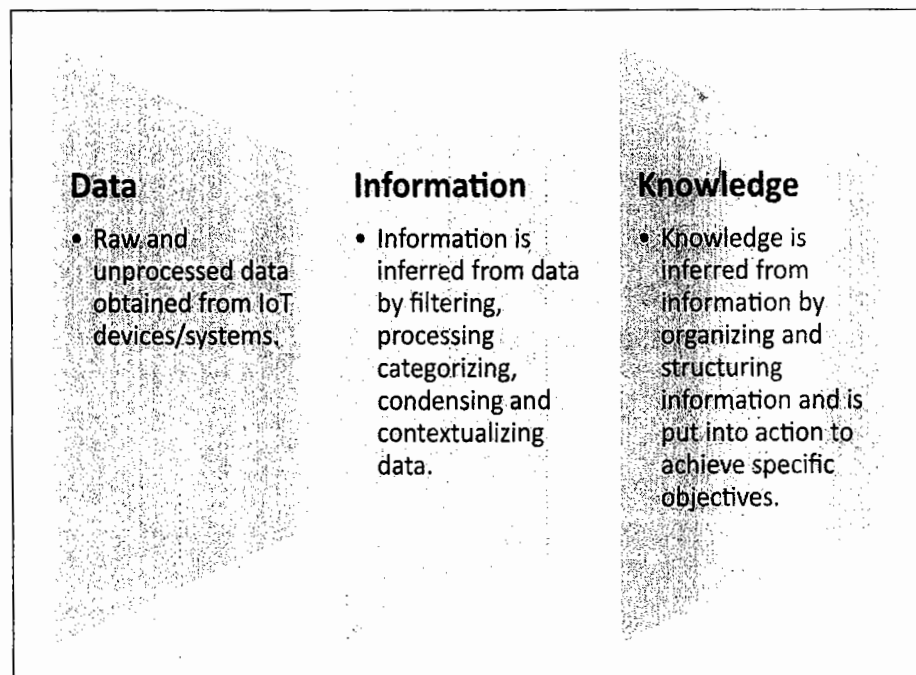 Data
• Raw and
unprocessed data
obtained from IoT
devices/systems.
Information
• Information is
inferred from data
by filtering,
processing
categorizing,
condensing and
contextualizing
data.
Knowledge
• Knowledge is
inferred from
information by
organizing and
structuring
information and is
put into action to
achieve specific
objectives.